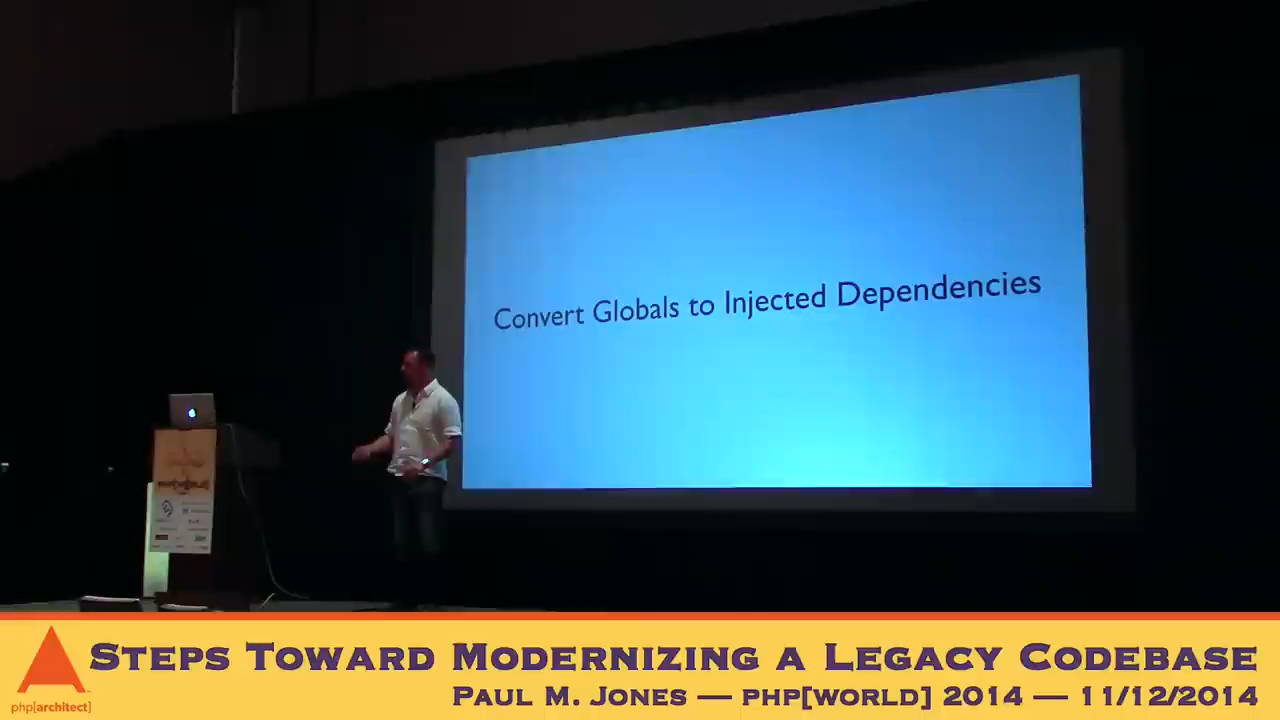 Convert Globals to Injected Dependencies
Steps Toward Modernizing a Legacy Codebase
Paul M. Jones — php[world] 2014 — 11/12/2014
php[architect]